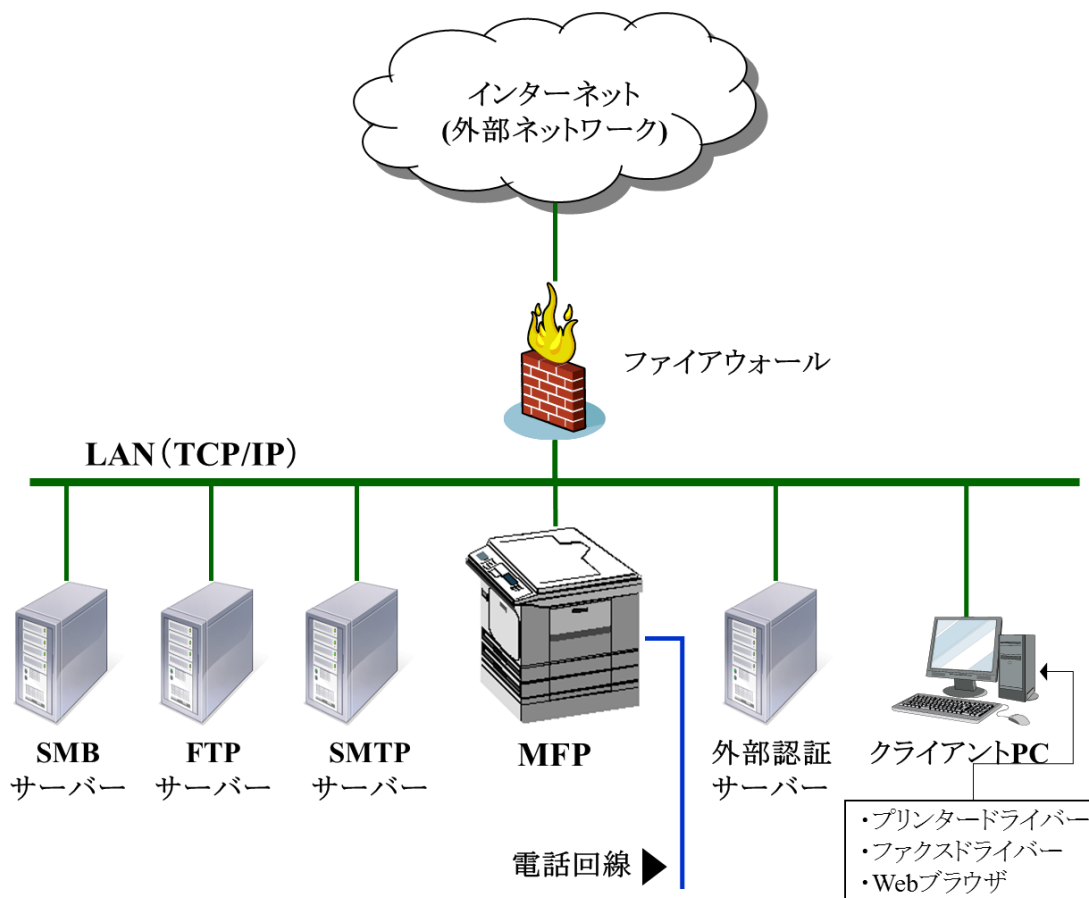 インターネット
(外部ネットワーク)
ファイアウォール
LAN(TCP/IP)
SMB
サーバー
FTP
サーバー
SMTP
サーバー
MFP
外部認証
サーバー
クライアントPC
電話回線
・プリンタードライバー
・ファクスドライバー
・Webブラウザ